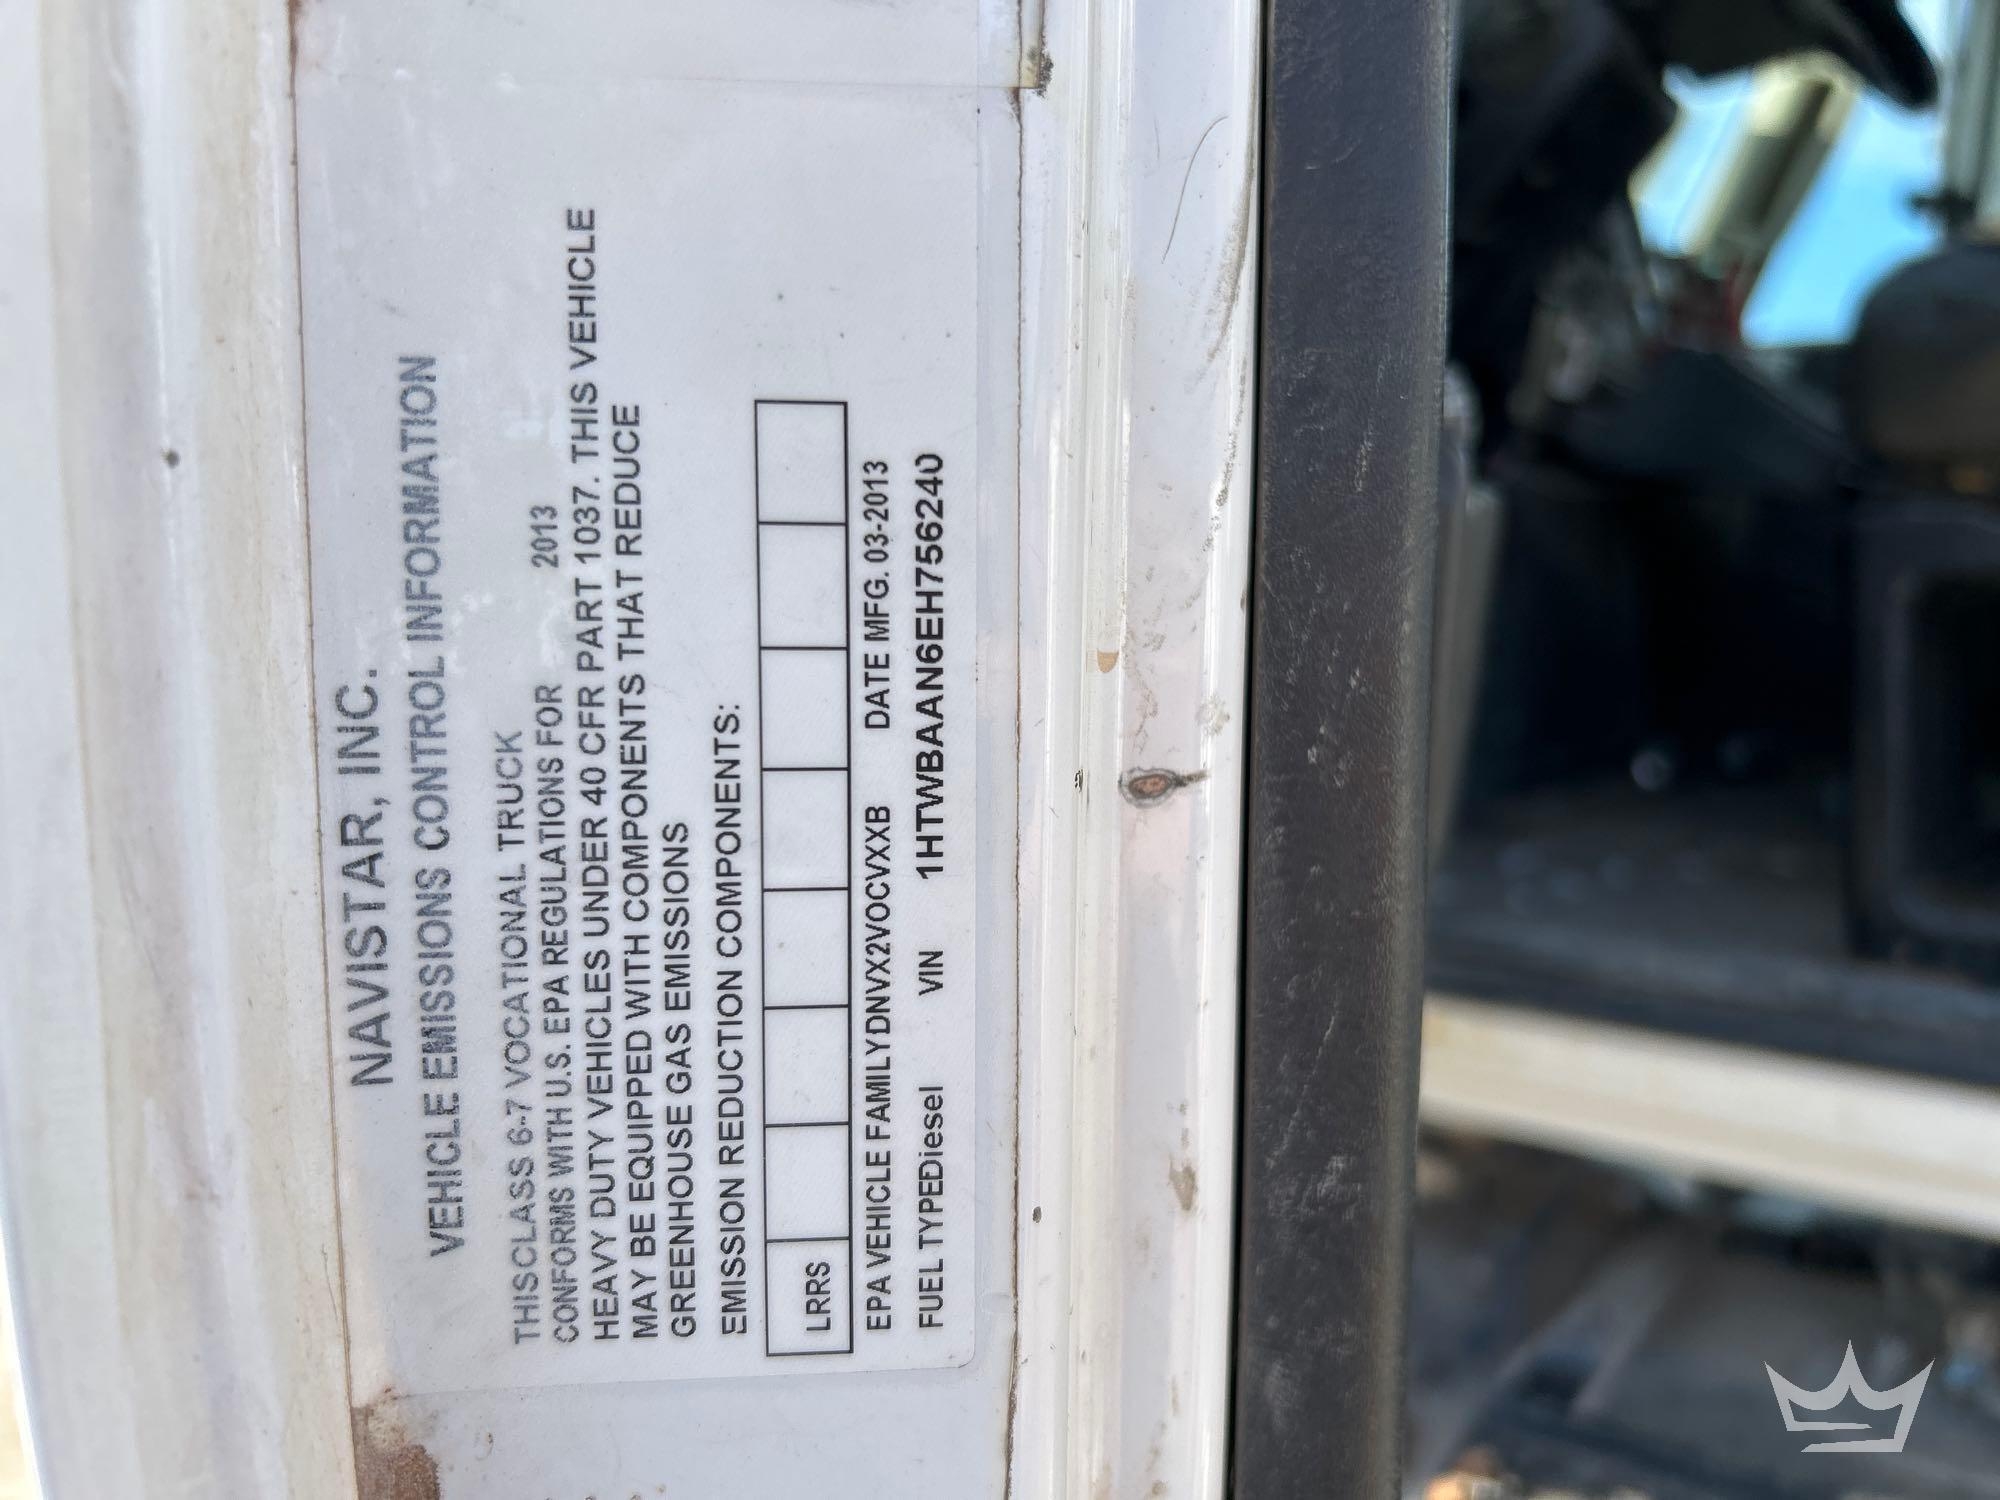 NAVISTAR, INC.
VEHICLE EMISSIONS CONTROL INFORMATION
THISCLASS 6-7 VOCATIONAL TRUCK
CONFORMS WITH U.S. EPA REGULATIONS FOR 2013
HEAVY DUTY VEHICLES UNDER 40 CFR PART 1037. THIS VEHICLE
MAY BE EQUIPPED WITH COMPONENTS THAT REDUCE
GREENHOUSE GAS EMISSIONS
EMISSION REDUCTION COMPONENTS:
LRRS
EPA VEHICLE FAMILYDNVX2VOCVXXB DATE MFG. 03-2013
FUEL TYPEDiesel VIN 1HTWBAAN6EH756240